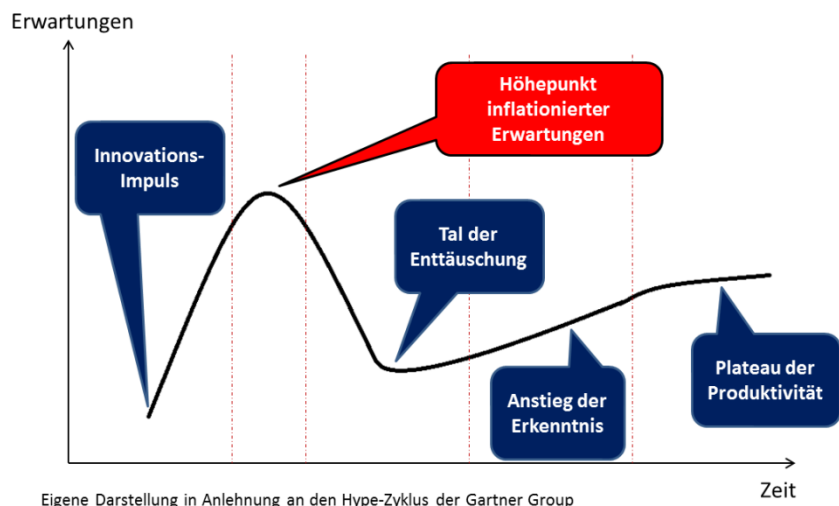 Erwartungen
Höhepunkt
inflationierter
Erwartungen
Innovations-
Impuls
Tal der
Enttäuschung
Anstieg der
Erkenntnis
Plateau der
Produktivität
Zeit
Eigene Darstellung in Anlehnung an den Hype-Zyklus der Gartner Group